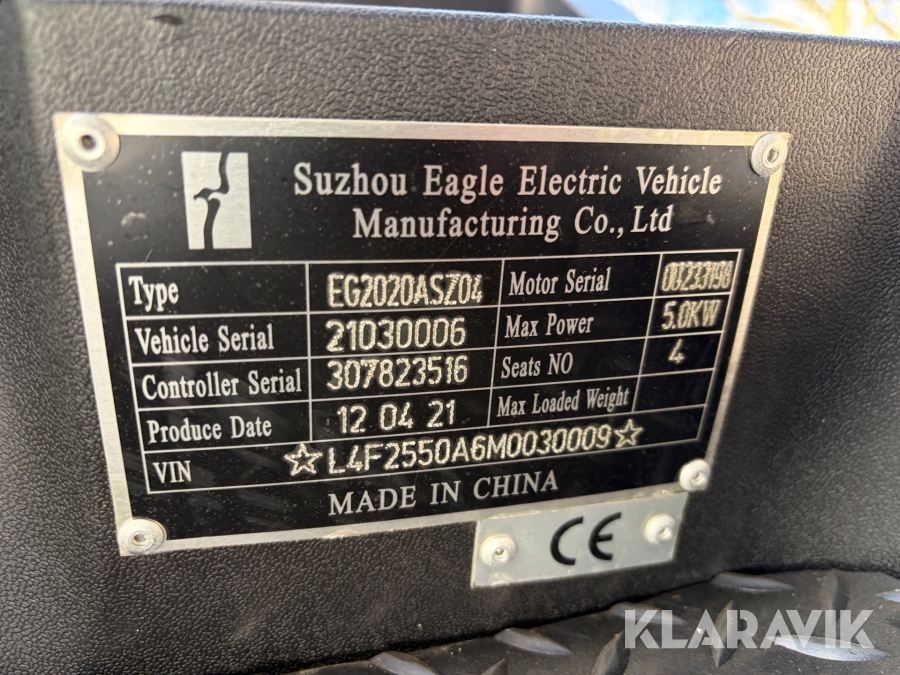 Suzhou Eagle Electric Vehicle
Manufacturing Co., Ltd
Type EG2020ASZ04 Motor Serial 00233198
Vehicle Serial 21030006 Max Power 5.0KW
Controller Serial 307823516 Seats NO 4
Produce Date 12 04 21 Max Loaded Weight
VIN ☆L4F2550A6M0030009☆
MADE IN CHINA
CE
KLARAVIK